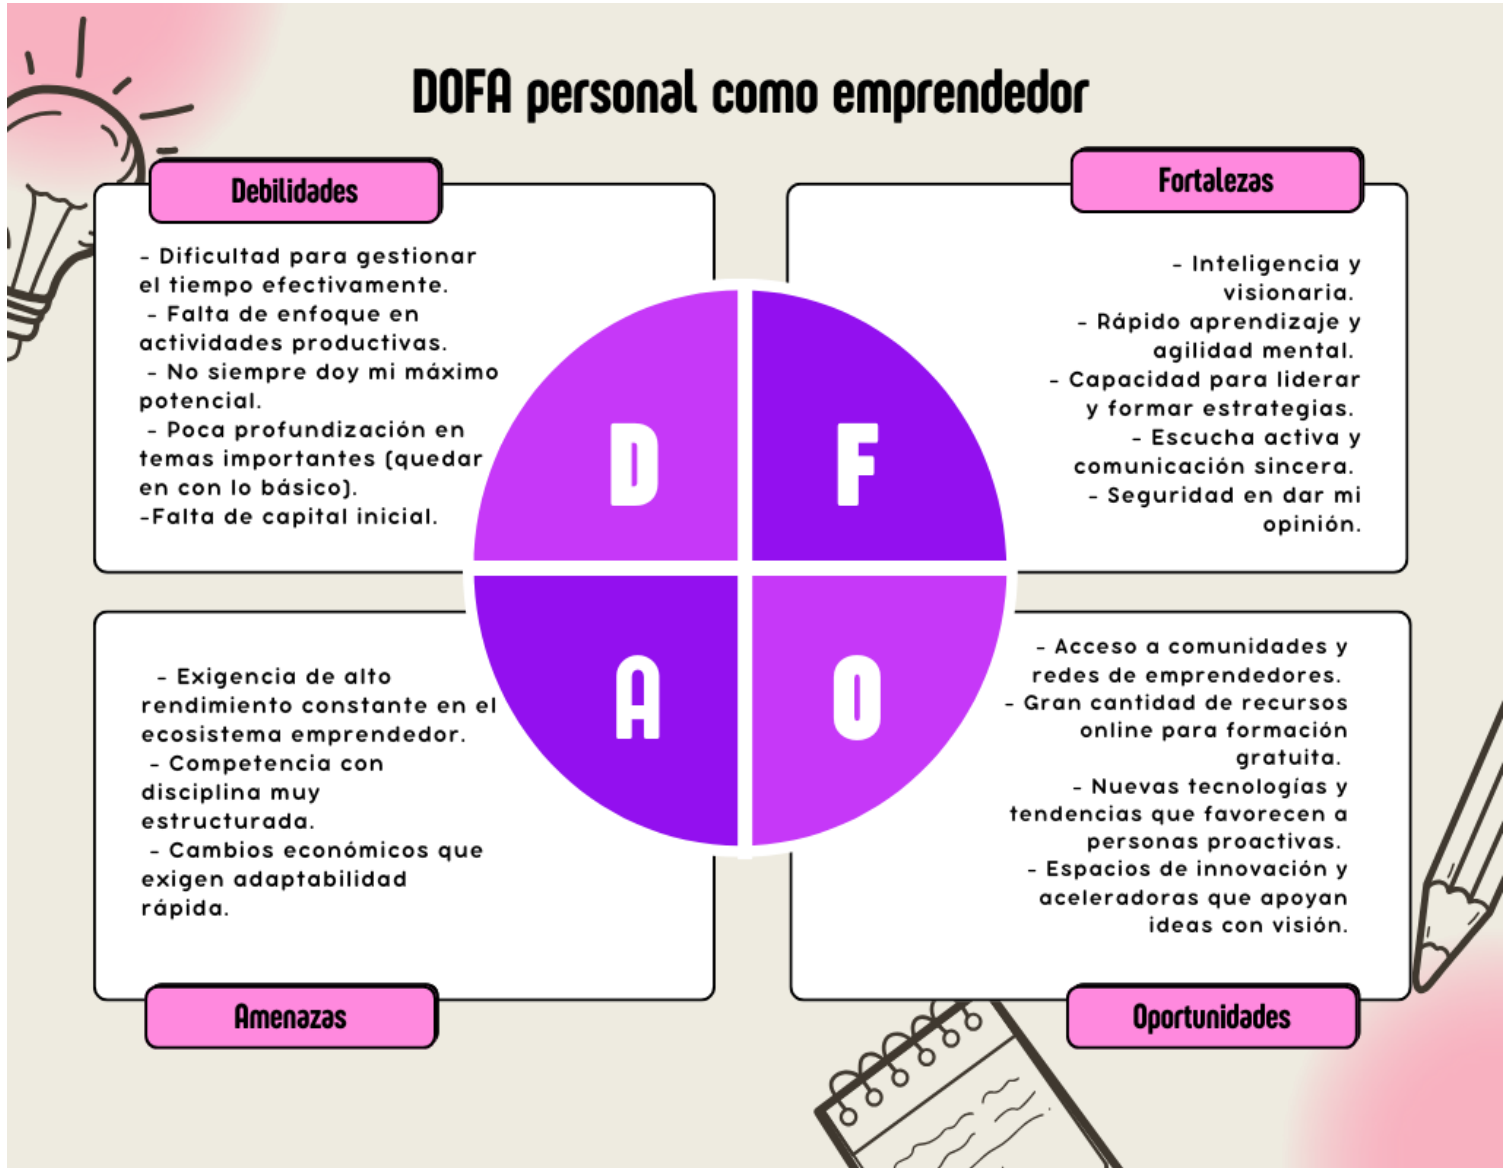 DOFA personal como emprendedor
Debilidades
- Dificultad para gestionar
el tiempo efectivamente.
- Falta de enfoque en
actividades productivas.
- No siempre doy mi máximo
potencial.
- Poca profundización en
temas importantes (quedar
en con lo básico).
-Falta de capital inicial.
Fortalezas
- Inteligencia y
visionaria.
- Rápido aprendizaje y
agilidad mental.
- Capacidad para liderar
y formar estrategias.
- Escucha activa y
comunicación sincera.
- Seguridad en dar mi
opinión.
D
F
A
O
- Exigencia de alto
rendimiento constante en el
ecosistema emprendedor.
- Competencia con
disciplina muy
estructurada.
- Cambios económicos que
exigen adaptabilidad
rápida.
Amenazas
- Acceso a comunidades y
redes de emprendedores.
- Gran cantidad de recursos
online para formación
gratuita.
- Nuevas tecnologías y
tendencias que favorecen a
personas proactivas.
- Espacios de innovación y
aceleradoras que apoyan
ideas con visión.
Oportunidades